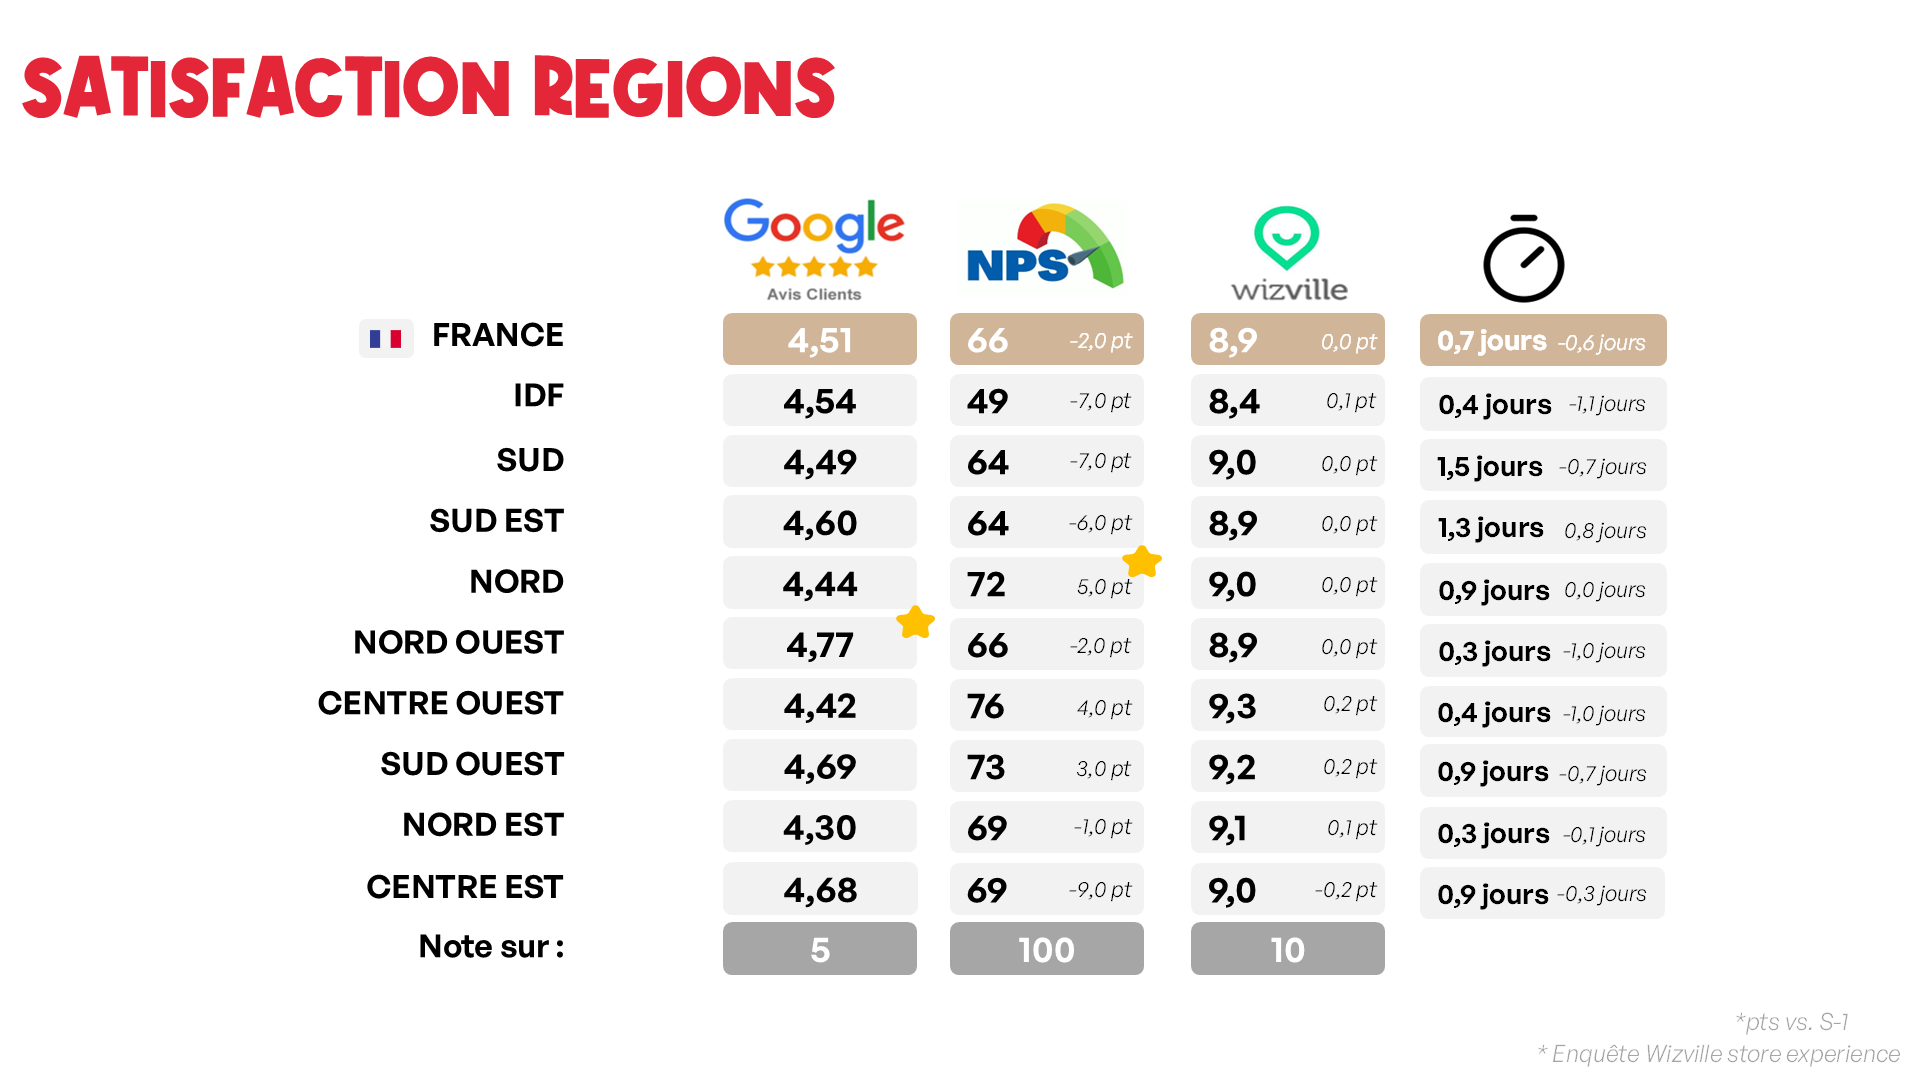 SATISFACTION REGIONS
Google NPS wizville
Avis Clients
FRANCE 4,51 66 -2,0 pt 8,9 0,0 pt 0,7 jours -0,6 jours
IDF 4,54 49 -7,0 pt 8,4 0,1 pt 0,4 jours -1,1 jours
SUD 4,49 64 -7,0 pt 9,0 0,0 pt 1,5 jours -0,7 jours
SUD EST 4,60 64 -6,0 pt 8,9 0,0 pt 1,3 jours 0,8 jours
NORD 4,44 72 5,0 pt 9,0 0,0 pt 0,9 jours 0,0 jours
NORD OUEST 4,77 66 -2,0 pt 8,9 0,0 pt 0,3 jours -1,0 jours
CENTRE OUEST 4,42 76 4,0 pt 9,3 0,2 pt 0,4 jours -1,0 jours
SUD OUEST 4,69 73 3,0 pt 9,2 0,2 pt 0,9 jours -0,7 jours
NORD EST 4,30 69 -1,0 pt 9,1 0,1 pt 0,3 jours -0,1 jours
CENTRE EST 4,68 69 -9,0 pt 9,0 -0,2 pt 0,9 jours -0,3 jours
Note sur : 5 100 10
*pts vs. S-1
* Enquête Wizville store experience